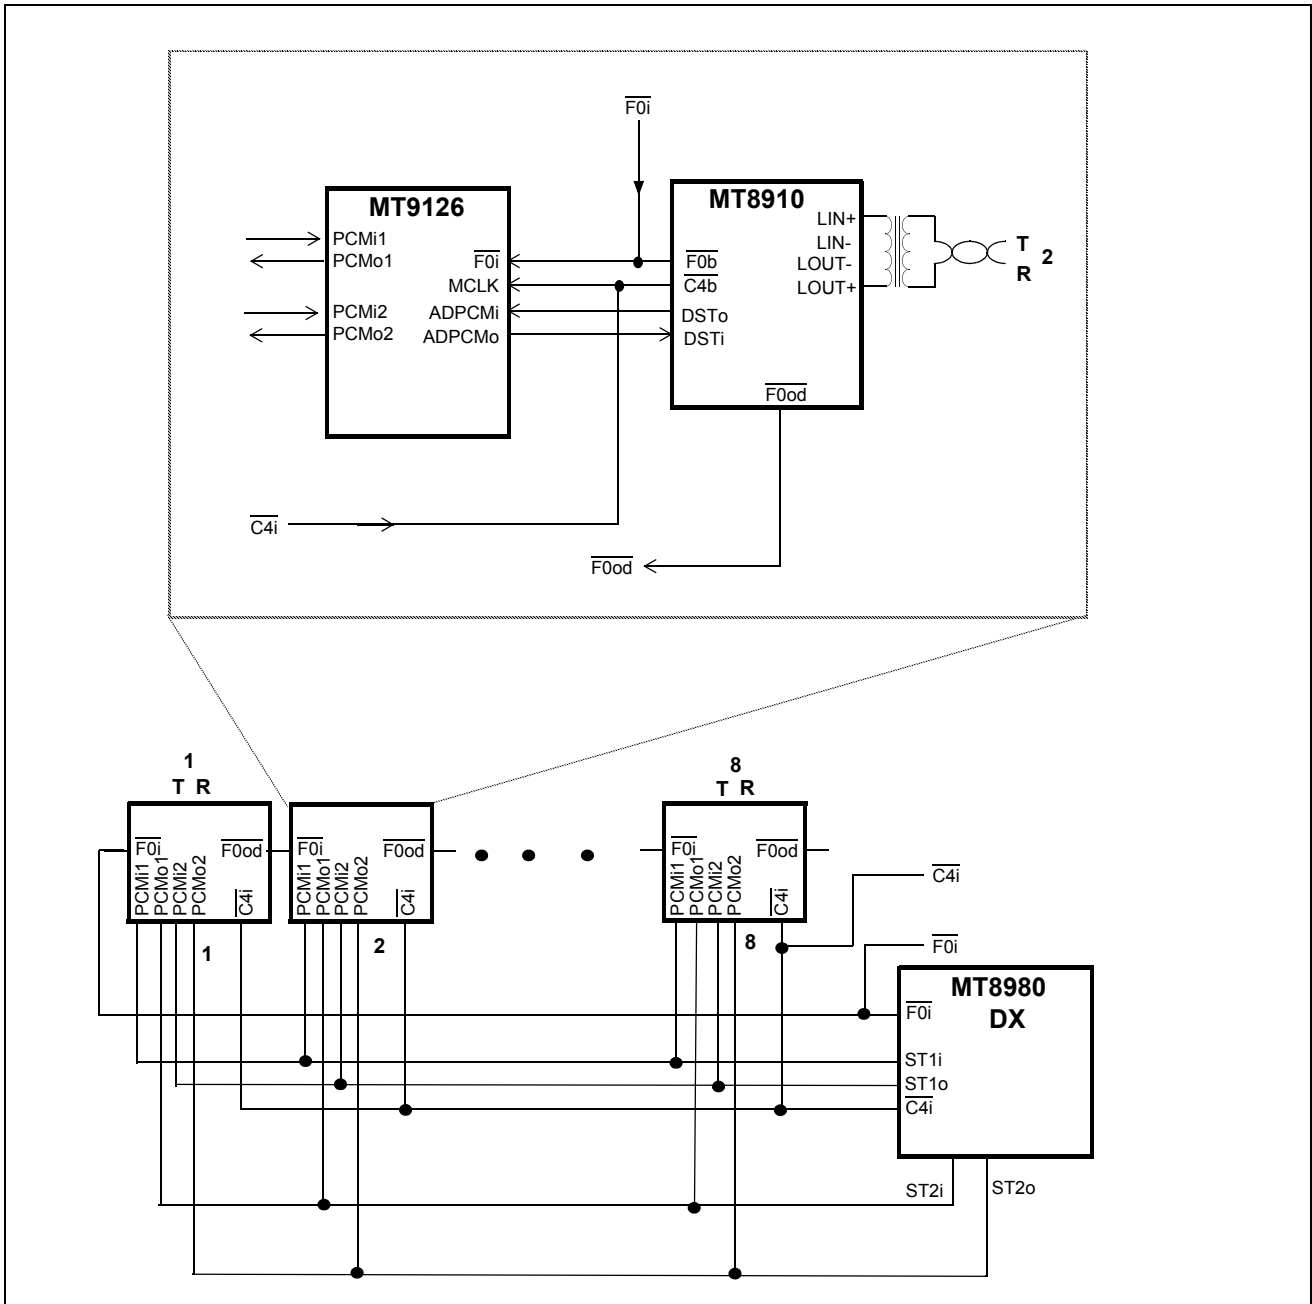 F0i
MT9126
MT8910
PCMi1
PCMo1
PCMi2
PCMo2
F0i
MCLK
ADPCMi
ADPCMo
F0b
C4b
DSTo
DSTi
F0od
LIN+
LIN-
LOUT-
LOUT+
T
2
R
C4i
F0od
1
T R
F0i
F0od
PCMi1
PCMo1
PCMi2
PCMo2
C4i
1
F0i
F0od
PCMi1
PCMo1
PCMi2
PCMo2
C4i
2
8
T R
F0i
F0od
PCMi1
PCMo1
PCMi2
PCMo2
C4i
8
C4i
F0i
MT8980
DX
F0i
ST1i
ST1o
C4i
ST2i
ST2o